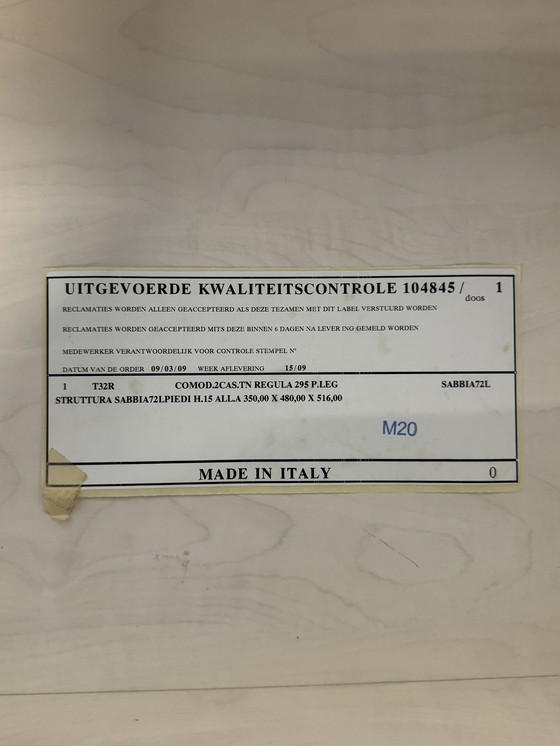 UITGEVOERDE KWALITEITSCONTROLE 104845 / 1
doos
RECLAMATIES WORDEN ALLEEN GEACCEPTEERD ALS DEZE TEZAMEN MET DIT LABEL VERSTUURD WORDEN
RECLAMATIES WORDEN GEACCEPTEERD MITS DEZE BINNEN 6 DAGEN NA LEVER ING GEMELD WORDEN
MEDEWERKER VERANTWOORDELIJK VOOR CONTROLE STEMPEL N°
DATUM VAN DE ORDER 09/03/09 WEEK AFLEVERING 15/09
1 T32R COMOD.2CAS.TN REGULA 295 P.LEG SABBIA72L
STRUTTURA SABBIA72LPIEDI H.15 ALL.A 350,00 X 480,00 X 516,00
M20
MADE IN ITALY 0